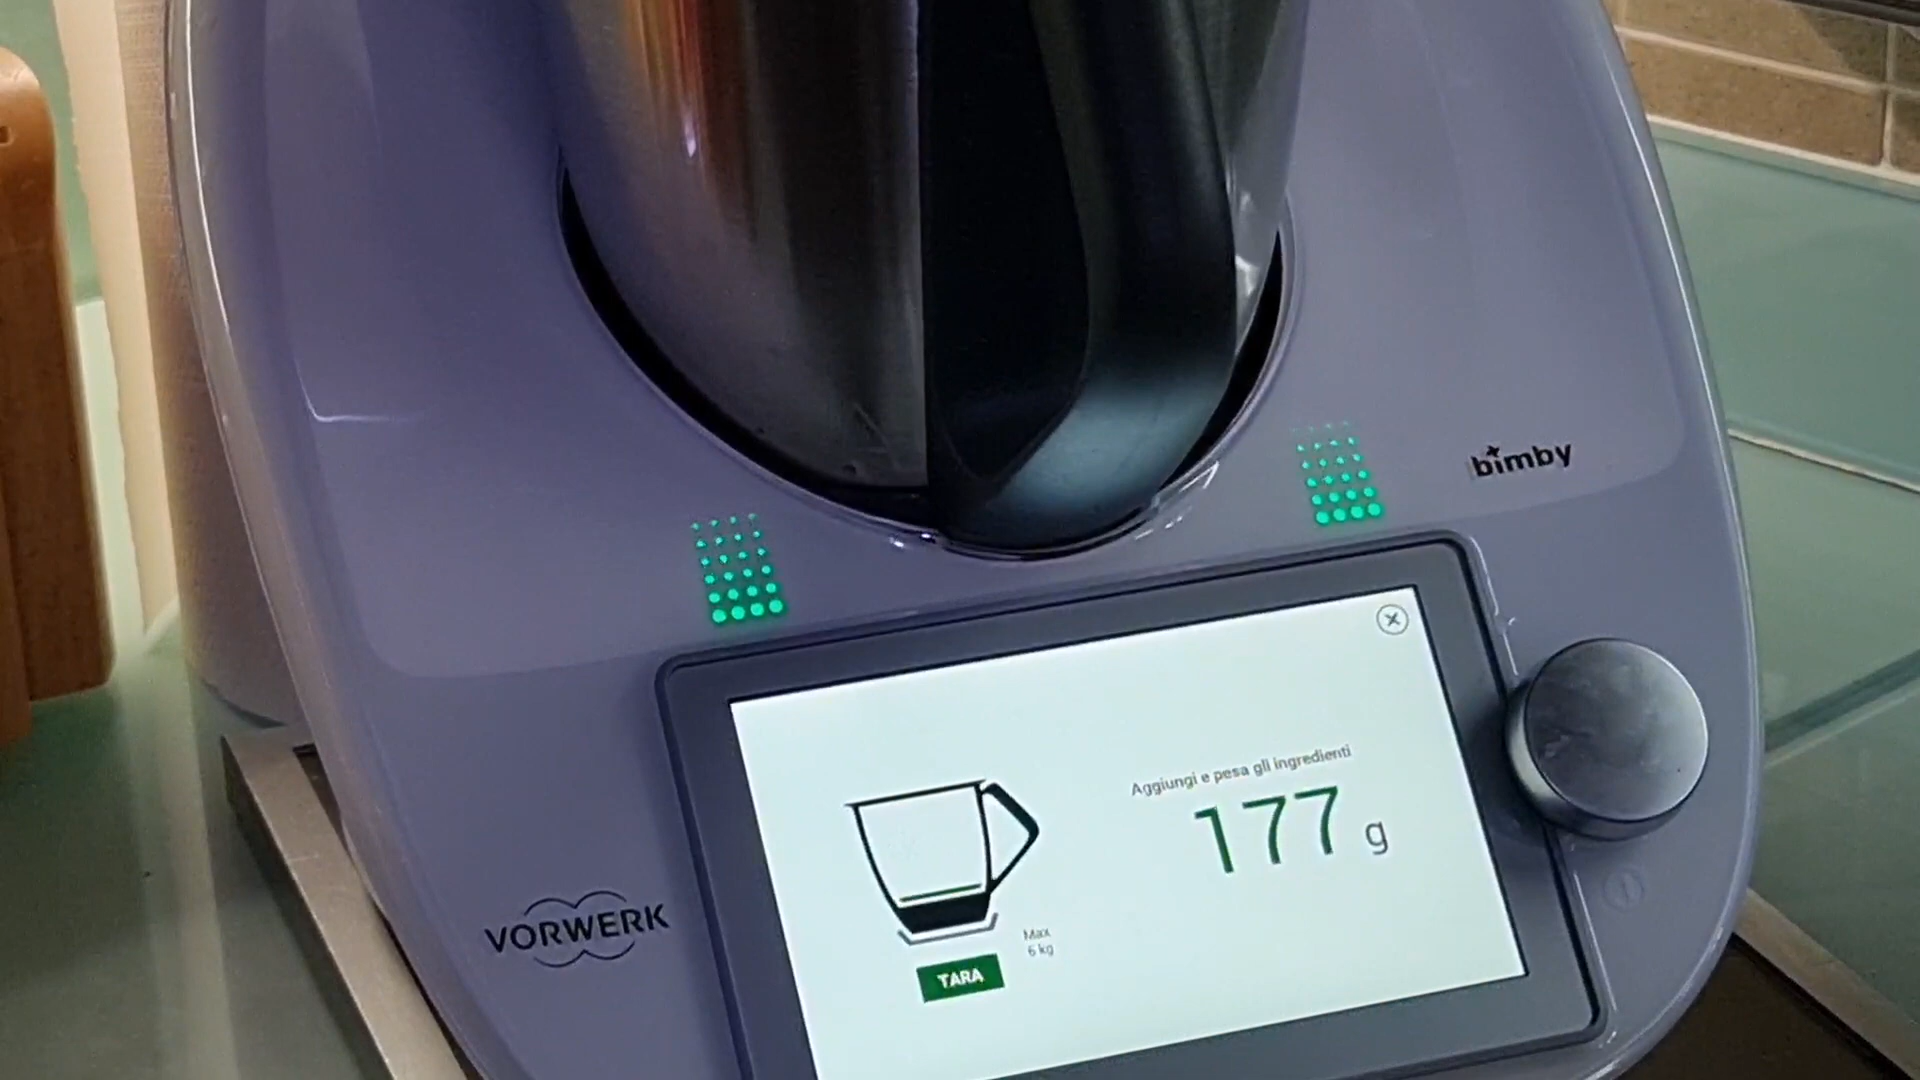 bimby
Aggiungi e pesa gli ingredienti
177 g
Max
6 kg
TARA
VORWERK